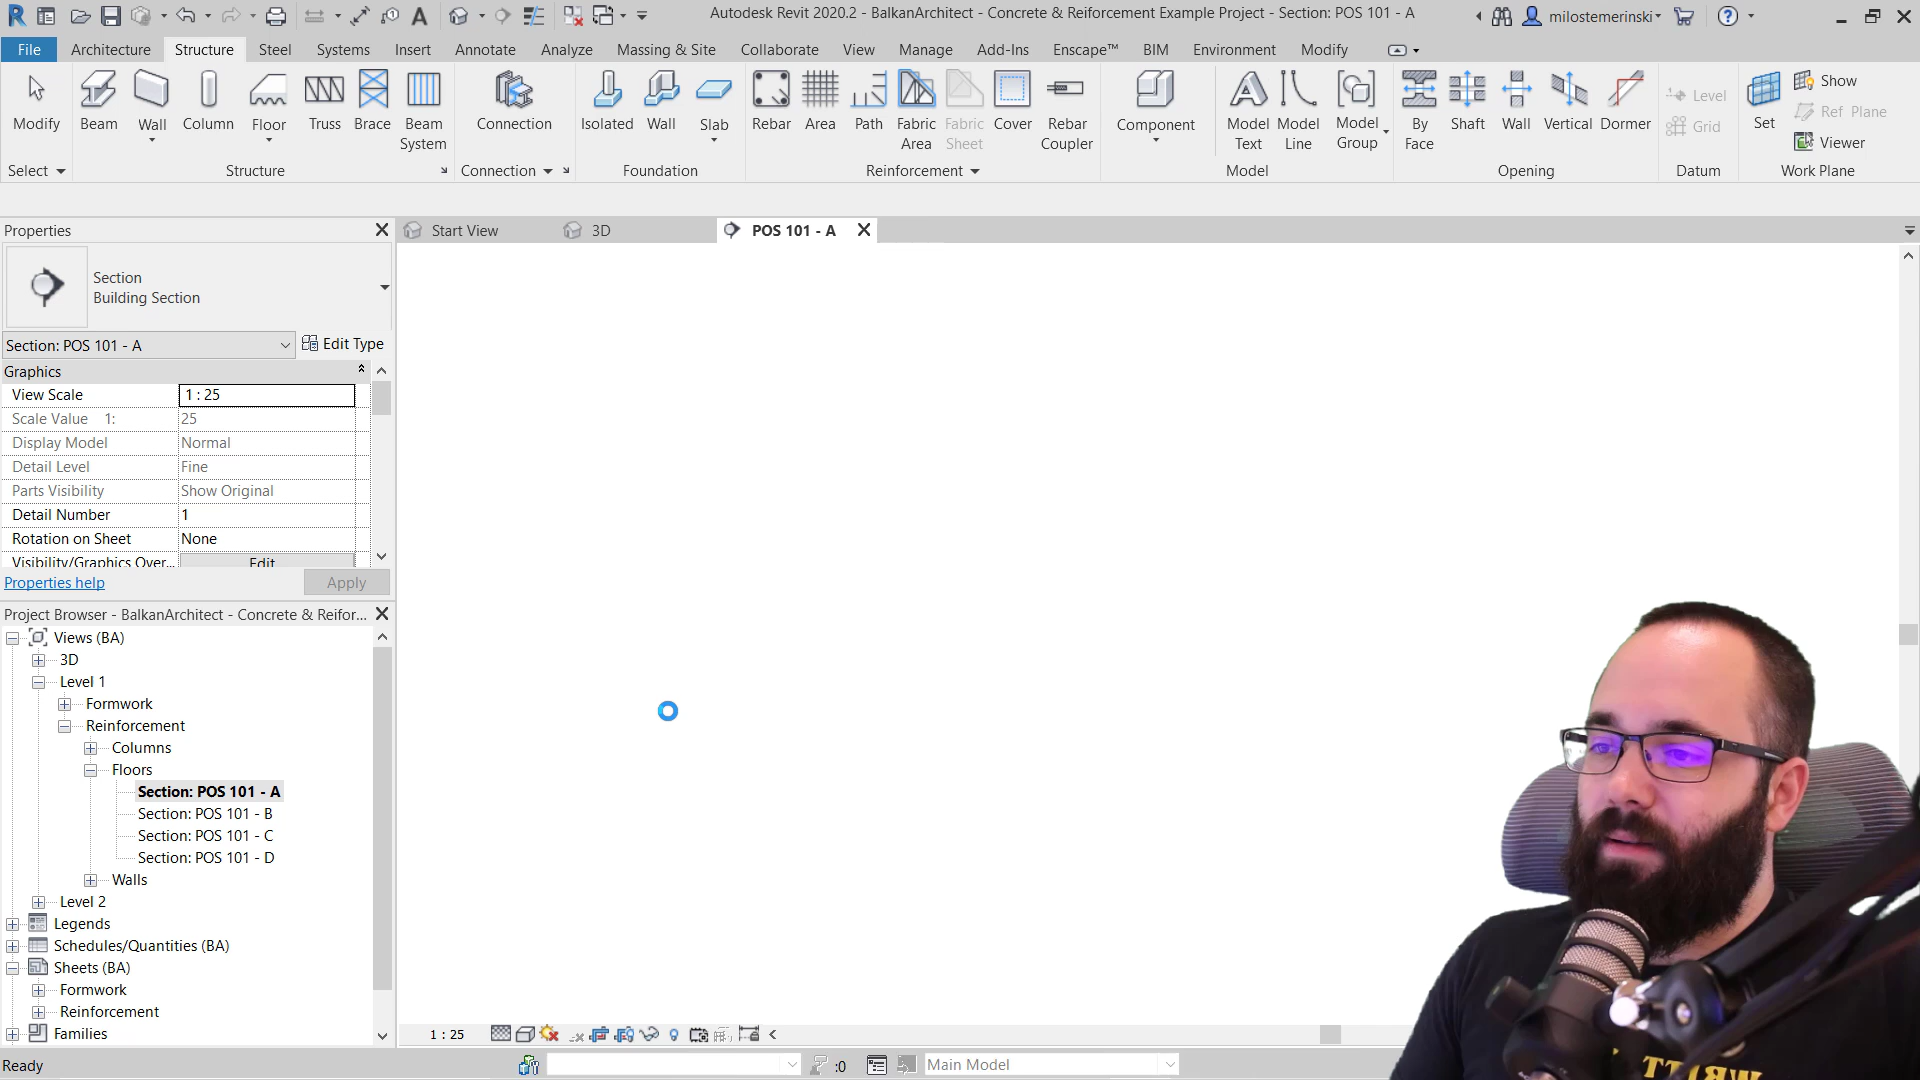 Autodesk Revit 2020.2 - BalkanArchitect - Concrete & Reiforcement Example Project - Section: POS 101 - A
milostemerinski
File Architecture Structure Steel Systems Insert Annotate Analyze Massing & Site Collaborate View Manage Add-Ins Enscape™ BIM Environment Modify
Modify Beam Wall Column Floor Truss Brace Beam System Connection Isolated Wall Slab Rebar Area Path Fabric Area Fabric Sheet Cover Rebar Coupler Component Model Text Model Line Model Group By Face Shaft Wall Vertical Dormer Level Grid Set Show Ref Plane Viewer
Select Structure Connection Foundation Reinforcement Model Opening Datum Work Plane
Properties
Start View 3D POS 101 - A
Section
Building Section
Section: POS 101 - A Edit Type
Graphics
View Scale 1 : 25
Scale Value 1: 25
Display Model Normal
Detail Level Fine
Parts Visibility Show Original
Detail Number 1
Rotation on Sheet None
Visibility/Graphics Over... Edit
Properties help Apply
Project Browser - BalkanArchitect - Concrete & Reifor...
Views (BA)
3D
Level 1
Formwork
Reinforcement
Columns
Floors
Section: POS 101 - A
Section: POS 101 - B
Section: POS 101 - C
Section: POS 101 - D
Walls
Level 2
Legends
Schedules/Quantities (BA)
Sheets (BA)
Formwork
Reinforcement
Families
1 : 25
Ready :0 Main Model